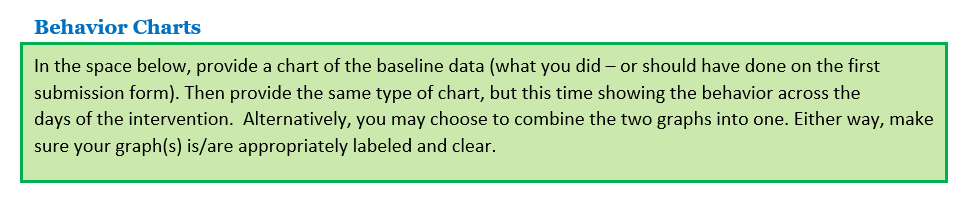 Behavior Charts
In the space below, provide a chart of the baseline data (what you did – or should have done on the first
submission form). Then provide the same type of chart, but this time showing the behavior across the
days of the intervention.  Alternatively, you may choose to combine the two graphs into one. Either way, make
sure your graph(s) is/are appropriately labeled and clear.